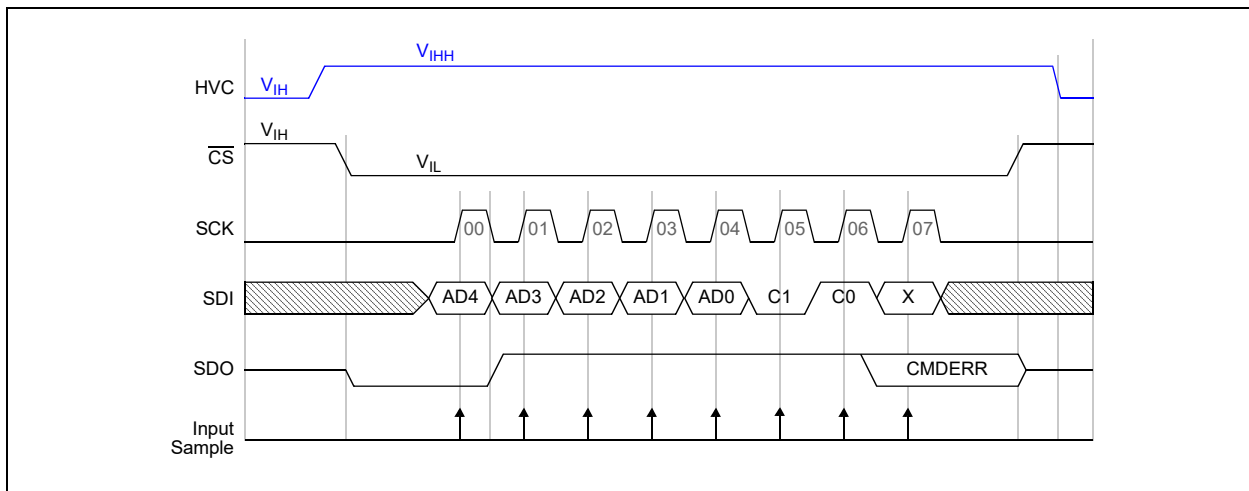 HVC
VIH
VIHH
CS
VIH
VIL
SCK
00 01 02 03 04 05 06 07
SDI
AD4 AD3 AD2 AD1 AD0 C1 C0 X
SDO
CMDERR
Input
Sample